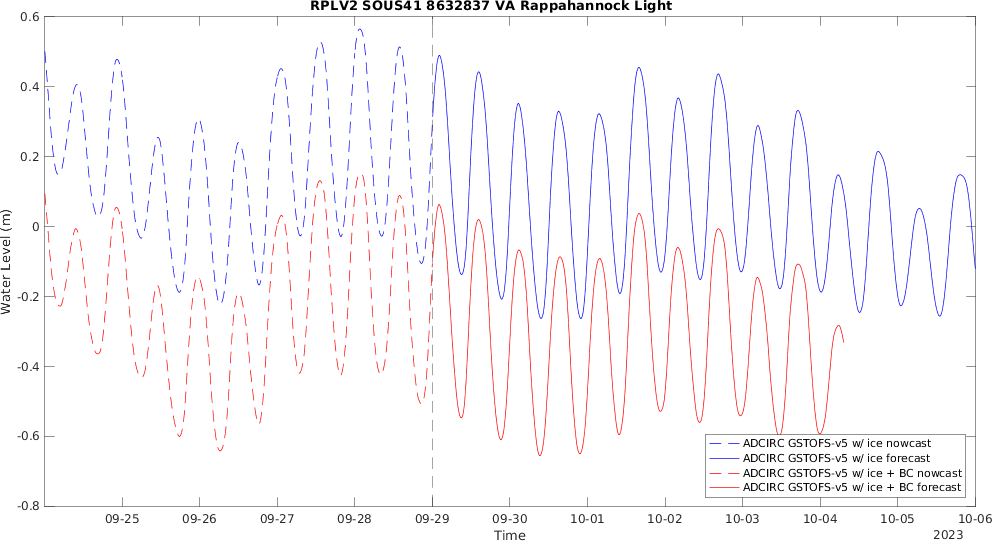 RPLV2 SOUS41 8632837 VA Rappahannock Light
0.6
0.4
0.2
0
-0.2
-0.4
-0.6
-0.8
Water Level (m)
ADCIRC GSTOFS-v5 w/ ice nowcast
ADCIRC GSTOFS-v5 w/ ice forecast
ADCIRC GSTOFS-v5 w/ ice + BC nowcast
ADCIRC GSTOFS-v5 w/ ice + BC forecast
09-25 09-26 09-27 09-28 09-29 09-30 10-01 10-02 10-03 10-04 10-05 10-06
Time
2023